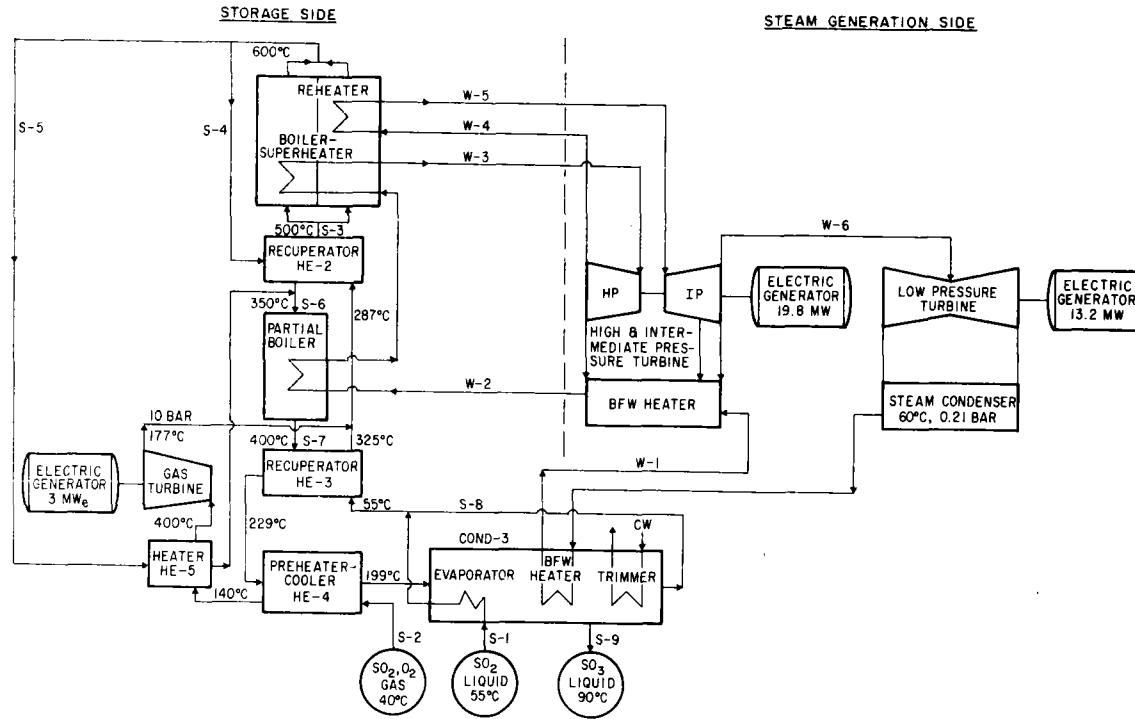 STORAGE SIDE
STEAM GENERATION SIDE
600°C
REHEATER
W-5
W-4
S-5
S-4
BOILER-
SUPERHEATER
W-3
500°C
S-3
W-6
RECUPERATOR
HE-2
350°C
S-6
287°C
HP
IP
ELECTRIC
GENERATOR
19.8 MW
LOW PRESSURE
TURBINE
ELECTRIC
GENERATOR
13.2 MW
PARTIAL
BOILER
HIGH & INTER-
MEDIATE PRES-
SURE TURBINE
W-2
BFW HEATER
STEAM CONDENSER
60°C, 0.21 BAR
10 BAR
177°C
400°C
S-7
325°C
W-1
ELECTRIC
GENERATOR
3 MWe
GAS
TURBINE
RECUPERATOR
HE-3
400°C
229°C
55°C
S-8
CW
COND-3
HEATER
HE-5
PREHEATER-
COOLER
HE-4
199°C
EVAPORATOR
BFW
HEATER
TRIMMER
140°C
S-2
S-1
S-9
SO2,O2
GAS
40°C
SO2
LIQUID
55°C
SO3
LIQUID
90°C